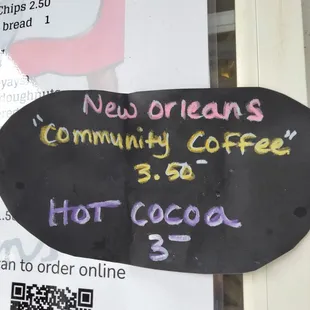 Chips 2.50
bread 1
New orleans
"Community Coffee"
3.50
Hot Cocoa
3
an to order online